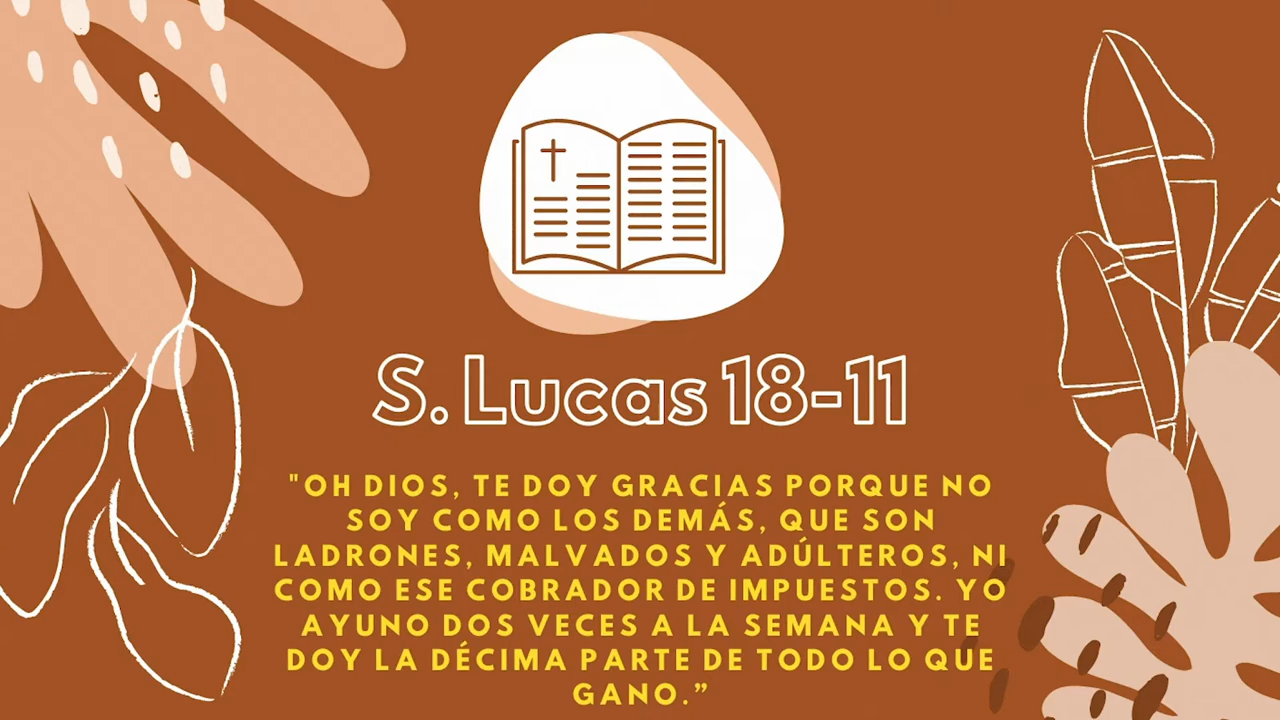 S. Lucas 18-11
"OH DIOS, TE DOY GRACIAS PORQUE NO
SOY COMO LOS DEMÁS, QUE SON
LADRONES, MALVADOS Y ADÚLTEROS, NI
COMO ESE COBRADOR DE IMPUESTOS. YO
AYUNO DOS VECES A LA SEMANA Y TE
DOY LA DÉCIMA PARTE DE TODO LO QUE
GANO.”